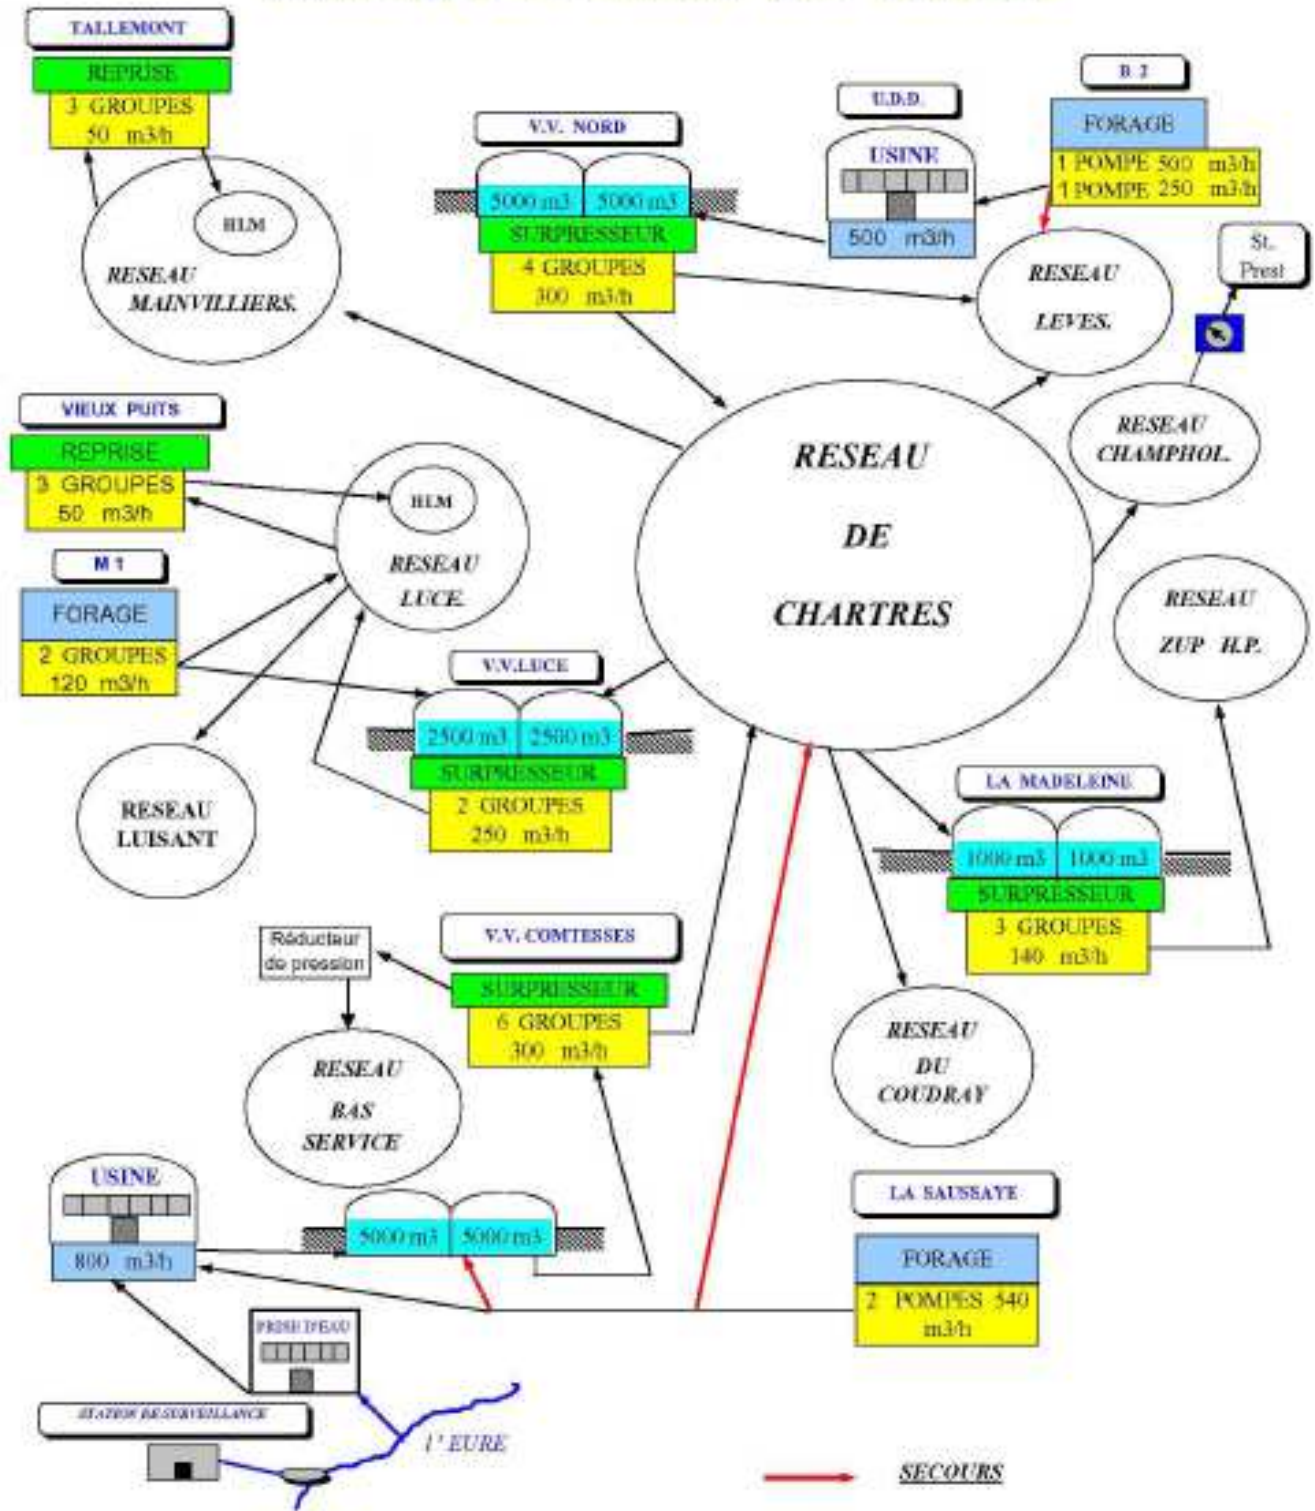 TALLEMONT
REPRISE
3 GROUPES
50 m3/h
HLM
RESEAU
MAINVILLIERS.
V.V. NORD
5000 m3
5000 m3
SURPRESSEUR
4 GROUPES
300 m3/h
U.D.D.
USINE
500 m3/h
B 2
FORAGE
1 POMPE 500 m3/h
1 POMPE 250 m3/h
RESEAU
LEVES.
St.
Prest
RESEAU
CHAMPHOL.
VIEUX PUITS
REPRISE
3 GROUPES
50 m3/h
HLM
RESEAU
LUCE.
M 1
FORAGE
2 GROUPES
120 m3/h
RESEAU
DE
CHARTRES
RESEAU
ZUP H.P.
V.V.LUCE
2500 m3
2500 m3
SURPRESSEUR
2 GROUPES
250 m3/h
RESEAU
LUISANT
LA MADELEINE
1000 m3
1000 m3
SURPRESSEUR
3 GROUPES
140 m3/h
V.V. COMTESSES
SURPRESSEUR
6 GROUPES
300 m3/h
Réducteur
de pression
RESEAU
BAS
SERVICE
RESEAU
DU
COUDRAY
USINE
800 m3/h
5000 m3
5000 m3
LA SAUSSAYE
FORAGE
2 POMPES 540
m3/h
PRISE D'EAU
STATION DE SURVEILLANCE
l' EURE
SECOURS